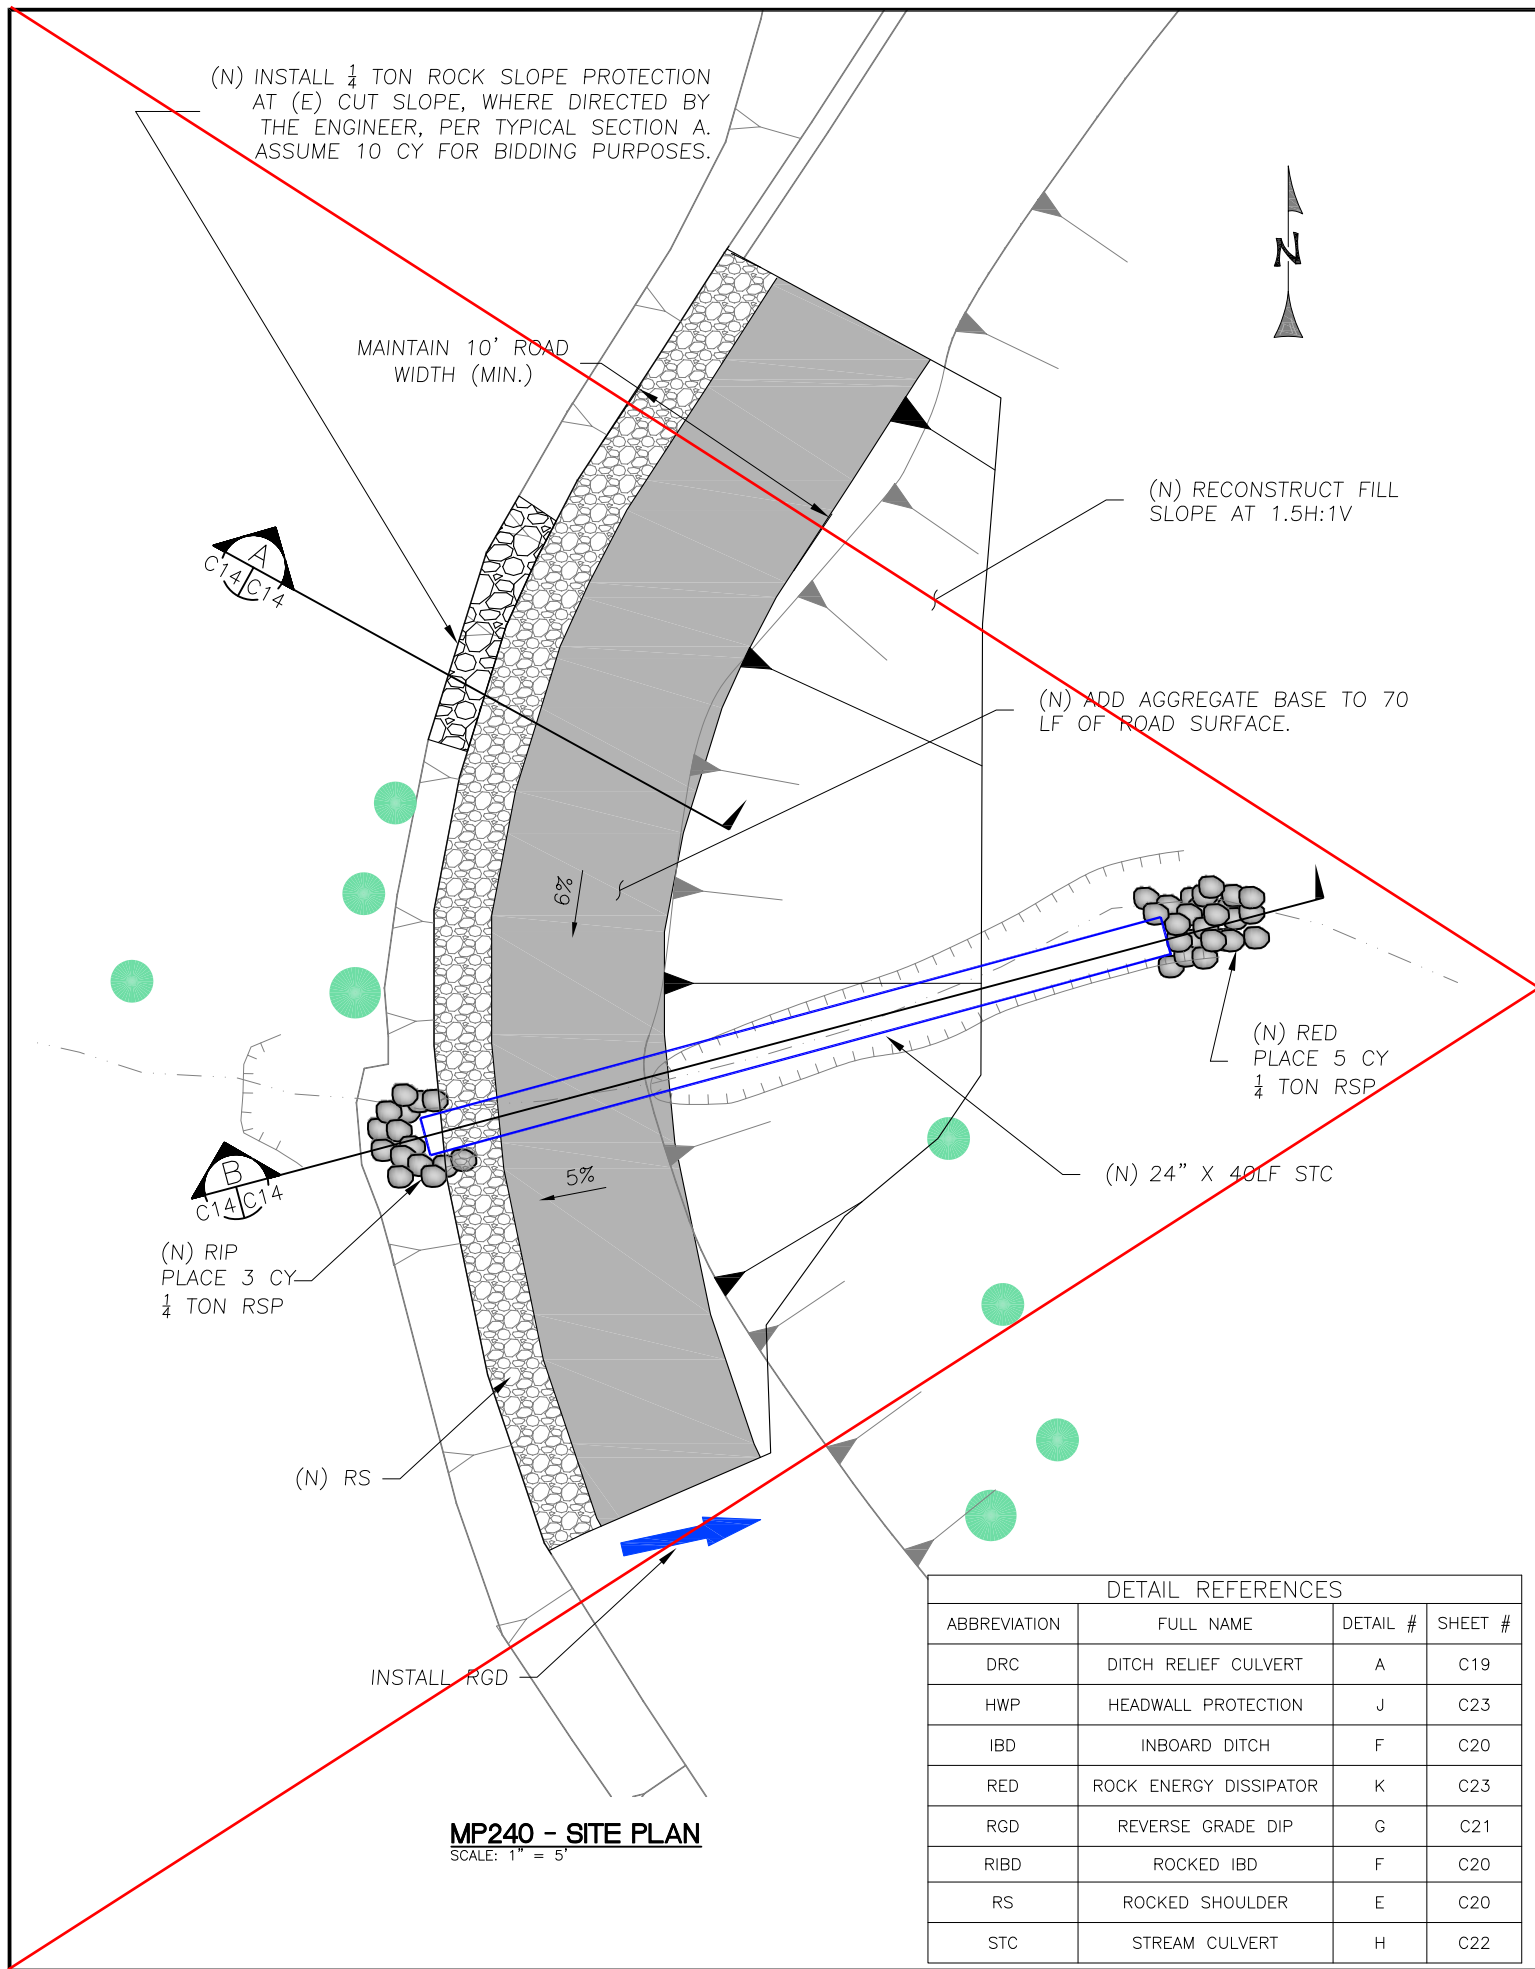 (N) INSTALL 1/4 TON ROCK SLOPE PROTECTION
AT (E) CUT SLOPE, WHERE DIRECTED BY
THE ENGINEER, PER TYPICAL SECTION A.
ASSUME 10 CY FOR BIDDING PURPOSES.
N
MAINTAIN 10' ROAD
WIDTH (MIN.)
(N) RECONSTRUCT FILL
SLOPE AT 1.5H:1V
A
C14 C14
(N) ADD AGGREGATE BASE TO 70
LF OF ROAD SURFACE.
6%
(N) RED
PLACE 5 CY
1/4 TON RSP
B
C14 C14
5%
(N) 24" X 40LF STC
(N) RIP
PLACE 3 CY
1/4 TON RSP
(N) RS
INSTALL RGD
MP240 - SITE PLAN
SCALE: 1" = 5'
DETAIL REFERENCES
ABBREVIATION FULL NAME DETAIL # SHEET #
DRC DITCH RELIEF CULVERT A C19
HWP HEADWALL PROTECTION J C23
IBD INBOARD DITCH F C20
RED ROCK ENERGY DISSIPATOR K C23
RGD REVERSE GRADE DIP G C21
RIBD ROCKED IBD F C20
RS ROCKED SHOULDER E C20
STC STREAM CULVERT H C22